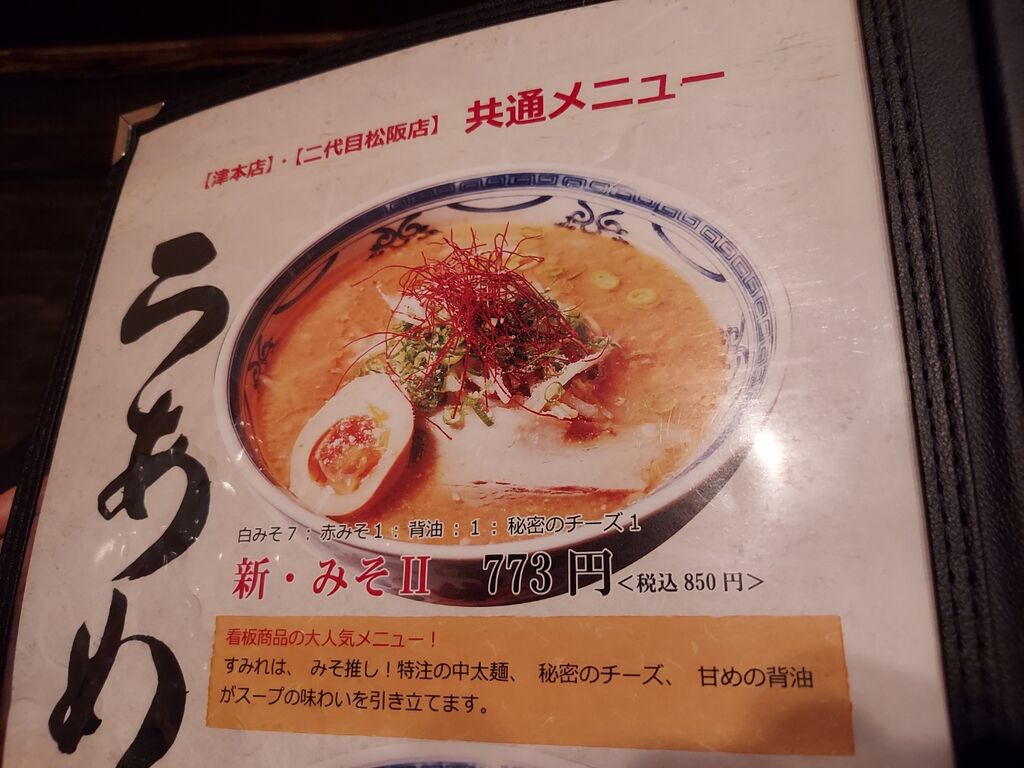 【津本店】・【二代目松阪店】 共通メニュー
らあめ
白みそ7：赤みそ1：背油：1：秘密のチーズ1
新・みそⅡ 773円＜税込850円＞
看板商品の大人気メニュー！
すみれは、 みそ推し！特注の中太麺、 秘密のチーズ、 甘めの背油
がスープの味わいを引き立てます。